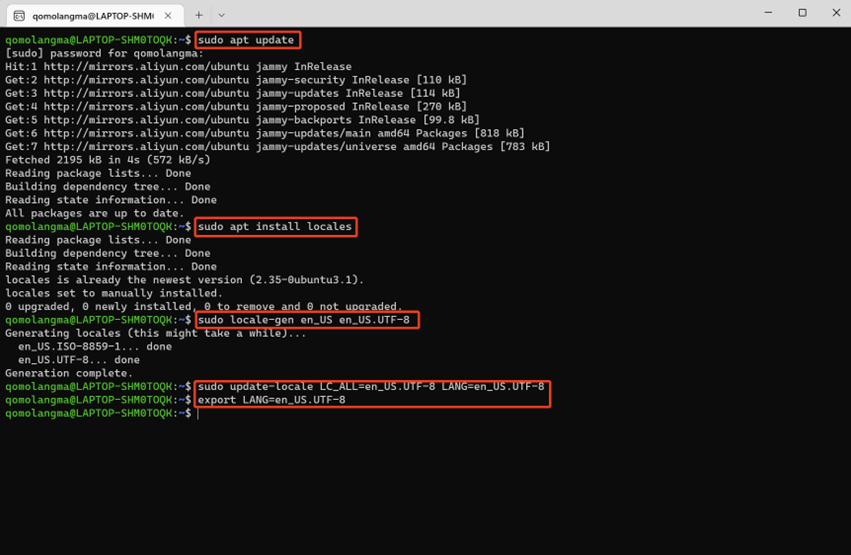 qomolangma@LAPTOP-SHM0TOQK:
qomolangma@LAPTOP-SHM0TOQK:~$ sudo apt update
[sudo] password for qomolangma:
Hit:1 http://mirrors.aliyun.com/ubuntu jammy InRelease
Get:2 http://mirrors.aliyun.com/ubuntu jammy-security InRelease [110 kB]
Get:3 http://mirrors.aliyun.com/ubuntu jammy-updates InRelease [114 kB]
Get:4 http://mirrors.aliyun.com/ubuntu jammy-proposed InRelease [270 kB]
Get:5 http://mirrors.aliyun.com/ubuntu jammy-backports InRelease [99.8 kB]
Get:6 http://mirrors.aliyun.com/ubuntu jammy-updates/main amd64 Packages [818 kB]
Get:7 http://mirrors.aliyun.com/ubuntu jammy-updates/universe amd64 Packages [783 kB]
Fetched 2195 kB in 4s (572 kB/s)
Reading package lists... Done
Building dependency tree... Done
Reading state information... Done
All packages are up to date.
qomolangma@LAPTOP-SHM0TOQK:~$ sudo apt install locales
Reading package lists... Done
Building dependency tree... Done
Reading state information... Done
locales is already the newest version (2.35-0ubuntu3.1).
locales set to manually installed.
0 upgraded, 0 newly installed, 0 to remove and 0 not upgraded.
qomolangma@LAPTOP-SHM0TOQK:~$ sudo locale-gen en_US en_US.UTF-8
Generating locales (this might take a while)...
  en_US.ISO-8859-1... done
  en_US.UTF-8... done
Generation complete.
qomolangma@LAPTOP-SHM0TOQK:~$ sudo update-locale LC_ALL=en_US.UTF-8 LANG=en_US.UTF-8
qomolangma@LAPTOP-SHM0TOQK:~$ export LANG=en_US.UTF-8
qomolangma@LAPTOP-SHM0TOQK:~$